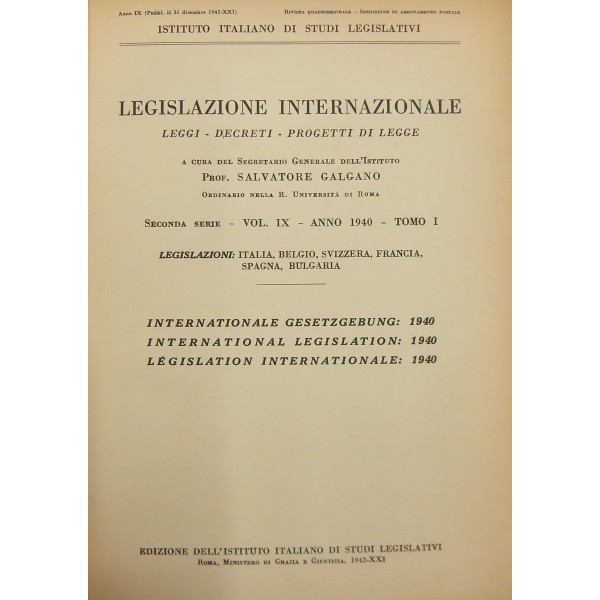 Anno IX (Pubbl. il 31 dicembre 1942-XXI) Rivista quadrimestrale – Spedizione in abbonamento postale
ISTITUTO ITALIANO DI STUDI LEGISLATIVI
LEGISLAZIONE INTERNAZIONALE
LEGGI - DECRETI - PROGETTI DI LEGGE
A CURA DEL SEGRETARIO GENERALE DELL'ISTITUTO
PROF. SALVATORE GALGANO
ORDINARIO NELLA R. UNIVERSITÀ DI ROMA
SECONDA SERIE – VOL. IX – ANNO 1940 – TOMO I
LEGISLAZIONI: ITALIA, BELGIO, SVIZZERA, FRANCIA,
SPAGNA, BULGARIA
INTERNATIONALE GESETZGEBUNG: 1940
INTERNATIONAL LEGISLATION: 1940
LÉGISLATION INTERNATIONALE: 1940
EDIZIONE DELL'ISTITUTO ITALIANO DI STUDI LEGISLATIVI
ROMA, MINISTERO DI GRAZIA E GIUSTIZIA, 1942-XXI